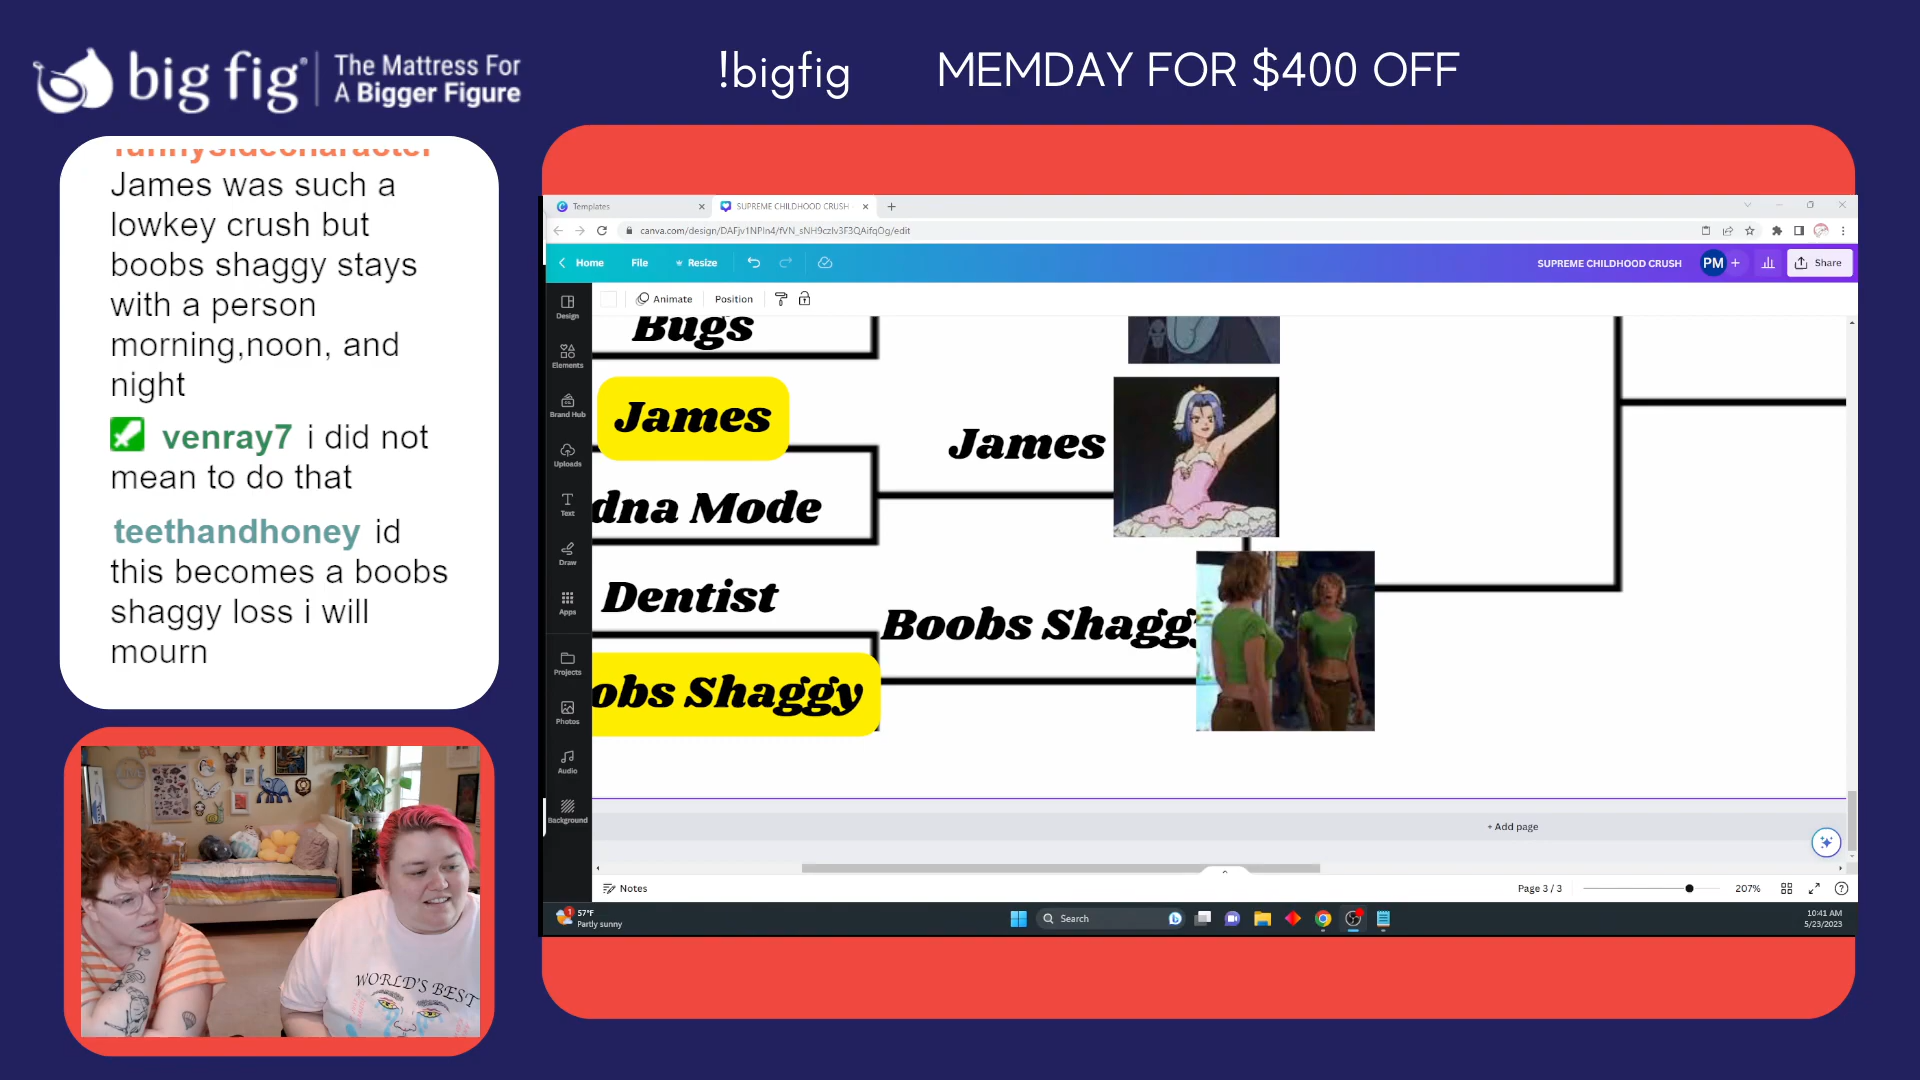 big fig
The Mattress For
A Bigger Figure
!bigfig
MEMDAY FOR $400 OFF
funnysidecharacter
James was such a
lowkey crush but
boobs shaggy stays
with a person
morning,noon, and
night
venray7 i did not
mean to do that
teethandhoney id
this becomes a boobs
shaggy loss i will
mourn
WORLD'S BEST
Templates
SUPREME CHILDHOOD CRUSH
Home
File
Resize
SUPREME CHILDHOOD CRUSH
PM
Share
Animate
Position
Design
Elements
Brand Hub
Uploads
Text
Draw
Apps
Projects
Photos
Audio
Background
Bugs
James
dna Mode
Dentist
obs Shaggy
James
Boobs Shagg
+ Add page
Notes
Page 3 / 3
207%
57°F
Partly sunny
Search
10:41 AM
5/23/2023